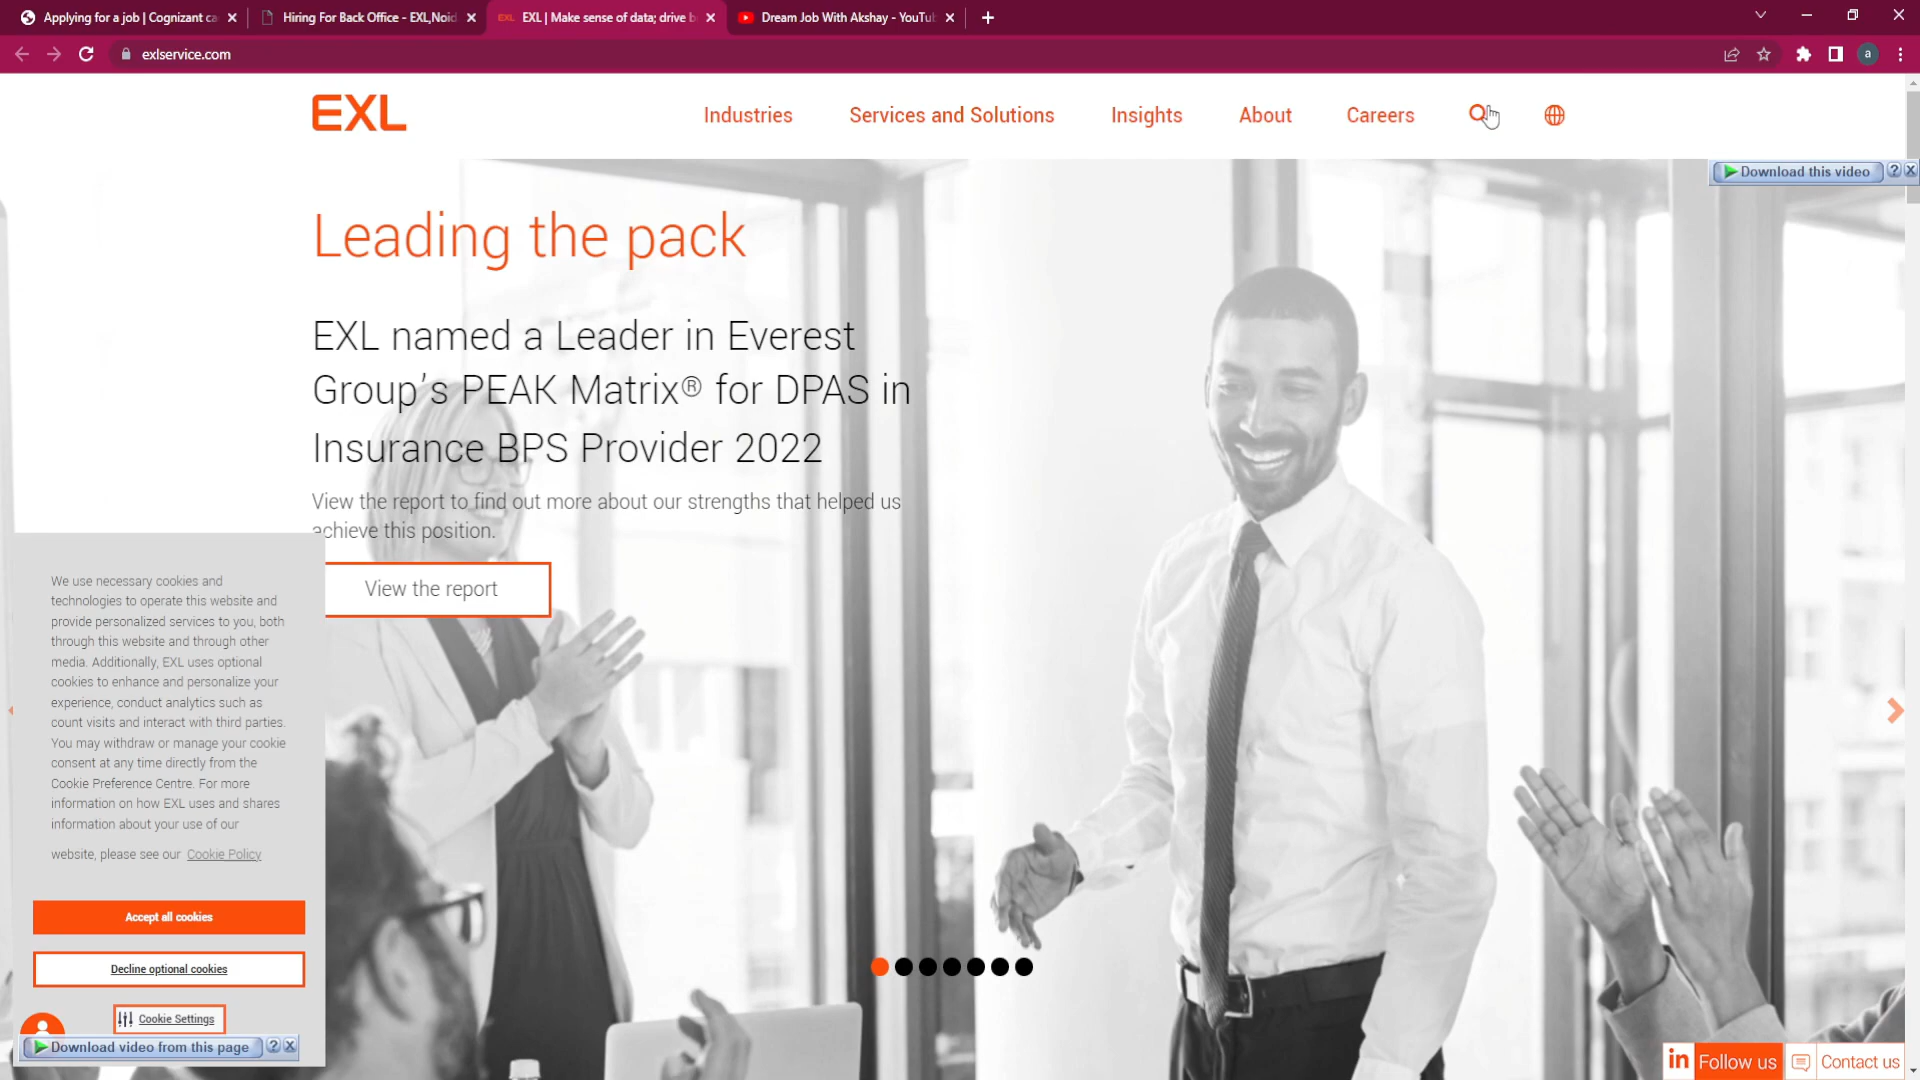 Applying for a job | Cognizant ca
Hiring For Back Office - EXL,Noid
EXL | Make sense of data; drive b
Dream Job With Akshay - YouTu
exlservice.com
a
EXL
Industries
Services and Solutions
Insights
About
Careers
Download this video
Leading the pack
EXL named a Leader in Everest
Group's PEAK Matrix® for DPAS in
Insurance BPS Provider 2022
View the report to find out more about our strengths that helped us
achieve this position.
View the report
We use necessary cookies and
technologies to operate this website and
provide personalized services to you, both
through this website and through other
media. Additionally, EXL uses optional
cookies to enhance and personalize your
experience, conduct analytics such as
count visits and interact with third parties.
You may withdraw or manage your cookie
consent at any time directly from the
Cookie Preference Centre. For more
information on how EXL uses and shares
information about your use of our
website, please see our Cookie Policy
Accept all cookies
Decline optional cookies
Cookie Settings
Download video from this page
in Follow us
Contact us